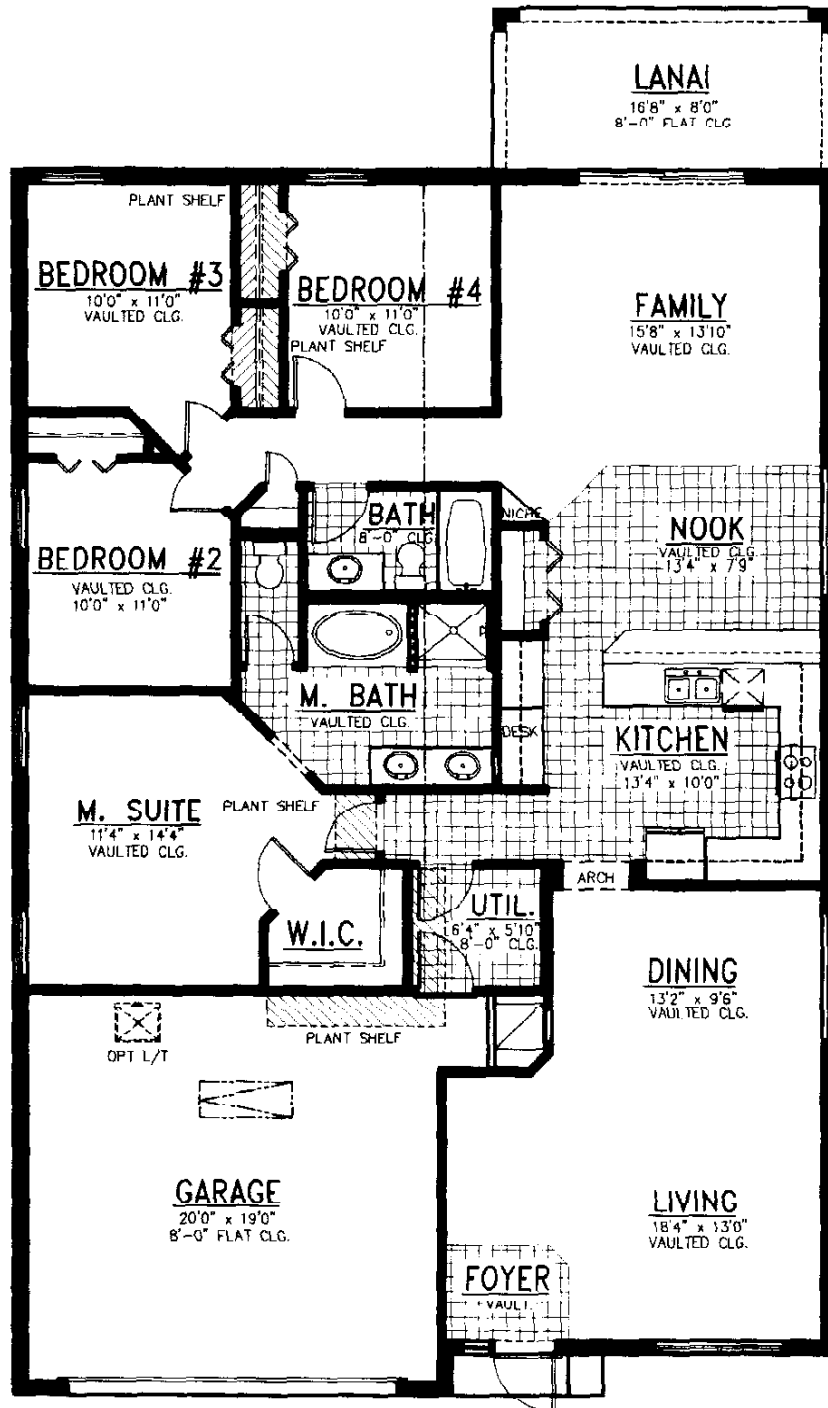 LANAI
16'8" x 8'0"
8'-0" FLAT CLG
PLANT SHELF
BEDROOM #3
10'0" x 11'0"
VAULTED CLG.
BEDROOM #4
10'0" x 11'0"
VAULTED CLG.
PLANT SHELF
FAMILY
15'8" x 13'10"
VAULTED CLG.
NICHE
BATH
8'-0" CLG
NOOK
VAULTED CLG
13'4" x 7'9"
BEDROOM #2
VAULTED CLG.
10'0" x 11'0"
M. BATH
VAULTED CLG.
DESK
KITCHEN
VAULTED CLG.
13'4" x 10'0"
M. SUITE
11'4" x 14'4"
VAULTED CLG.
PLANT SHELF
ARCH
W.I.C.
UTIL.
6'4" x 5'10"
8'-0" CLG.
DINING
13'2" x 9'6"
VAULTED CLG.
OPT L/T
PLANT SHELF
GARAGE
20'0" x 19'0"
8'-0" FLAT CLG.
LIVING
18'4" x 13'0"
VAULTED CLG.
FOYER
VAULT.